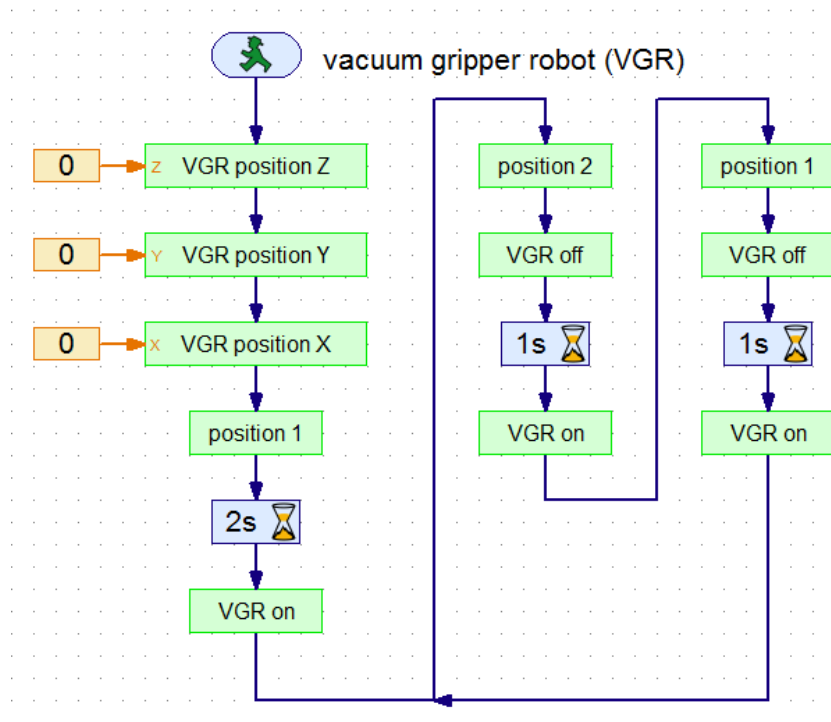 vacuum gripper robot (VGR)
0
Z VGR position Z
0
Y VGR position Y
0
X VGR position X
position 1
2s
VGR on
position 2
VGR off
1s
VGR on
position 1
VGR off
1s
VGR on